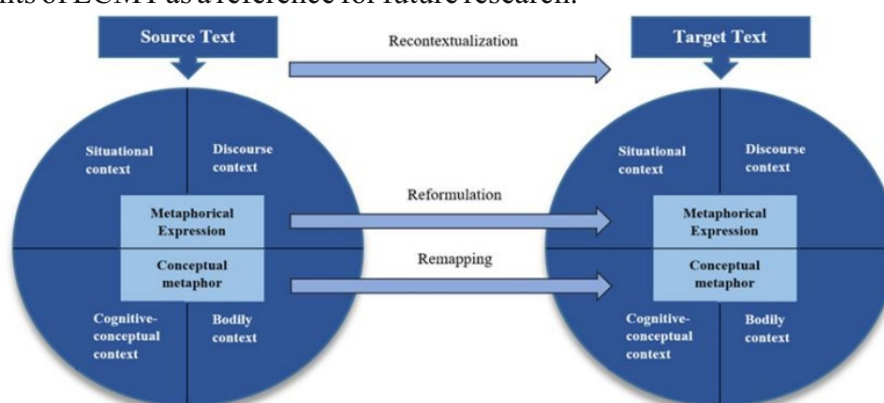 nts of ECMT as a reference for future research.
Source Text
Recontextualization
Target Text
Situational
context
Discourse
context
Situational
context
Discourse
context
Metaphorical
Expression
Reformulation
Metaphorical
Expression
Conceptual
metaphor
Remapping
Conceptual
metaphor
Cognitive-
conceptual
context
Bodily
context
Cognitive-
conceptual
context
Bodily
context